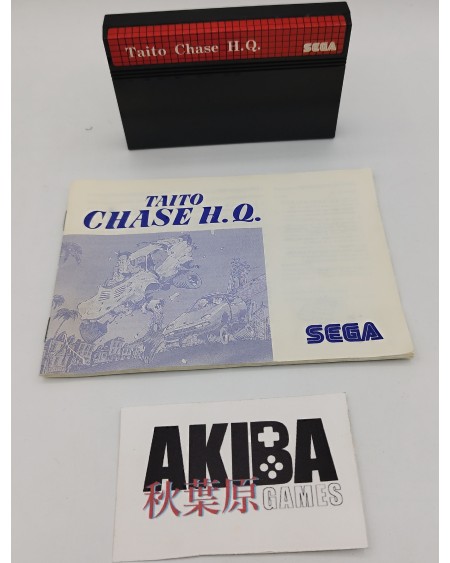 Taito Chase H.Q. SEGA
TAITO
CHASE H.Q.
SEGA
AKIBA
秋葉原 GAMES